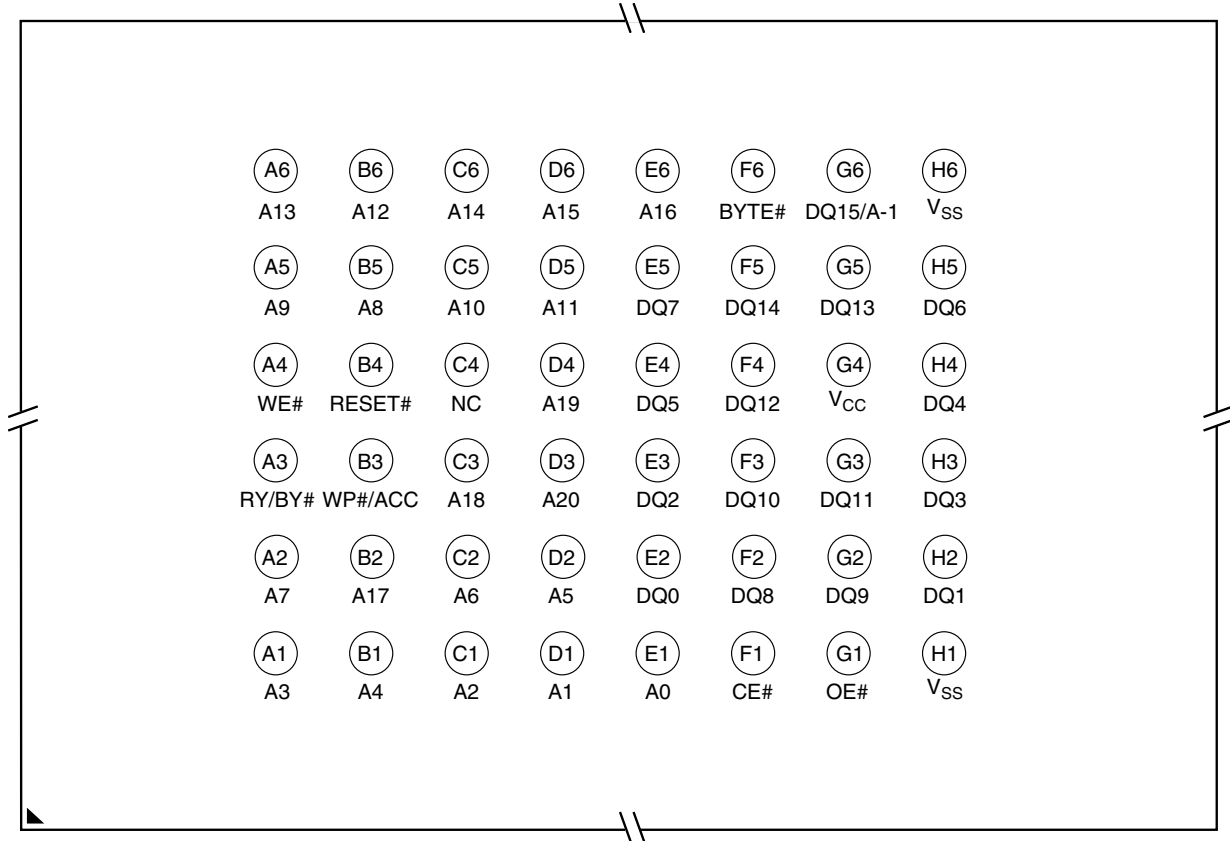 A6 B6 C6 D6 E6 F6 G6 H6
A13 A12 A14 A15 A16 BYTE# DQ15/A-1 VSS
A5 B5 C5 D5 E5 F5 G5 H5
A9 A8 A10 A11 DQ7 DQ14 DQ13 DQ6
A4 B4 C4 D4 E4 F4 G4 H4
WE# RESET# NC A19 DQ5 DQ12 VCC DQ4
A3 B3 C3 D3 E3 F3 G3 H3
RY/BY# WP#/ACC A18 A20 DQ2 DQ10 DQ11 DQ3
A2 B2 C2 D2 E2 F2 G2 H2
A7 A17 A6 A5 DQ0 DQ8 DQ9 DQ1
A1 B1 C1 D1 E1 F1 G1 H1
A3 A4 A2 A1 A0 CE# OE# VSS